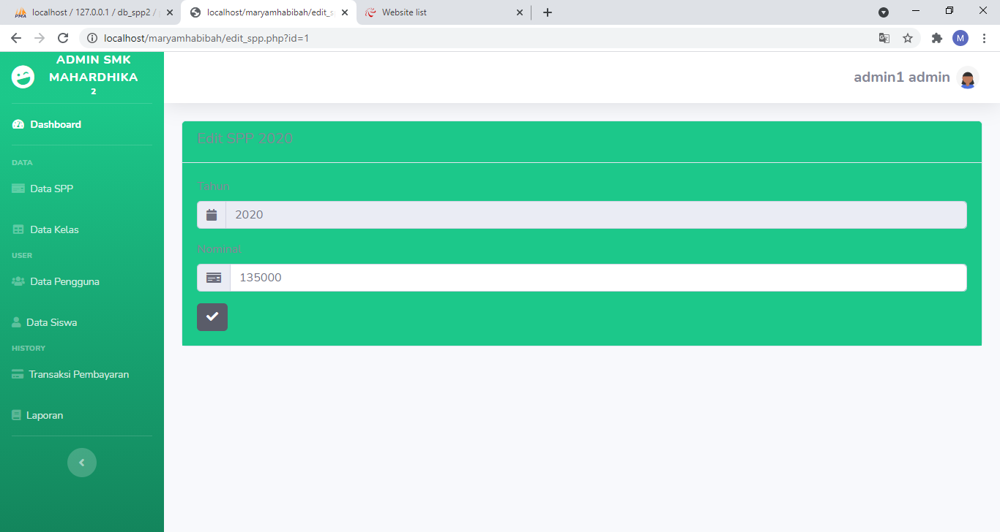 localhost / 127.0.0.1 / db_spp2 /
localhost/maryamhabibah/edit_s
Website list
localhost/maryamhabibah/edit_spp.php?id=1
M
ADMIN SMK
MAHARDHIKA
2
admin1 admin
Dashboard
DATA
Data SPP
Data Kelas
USER
Data Pengguna
Data Siswa
HISTORY
Transaksi Pembayaran
Laporan
Edit SPP 2020
Tahun
2020
Nominal
135000